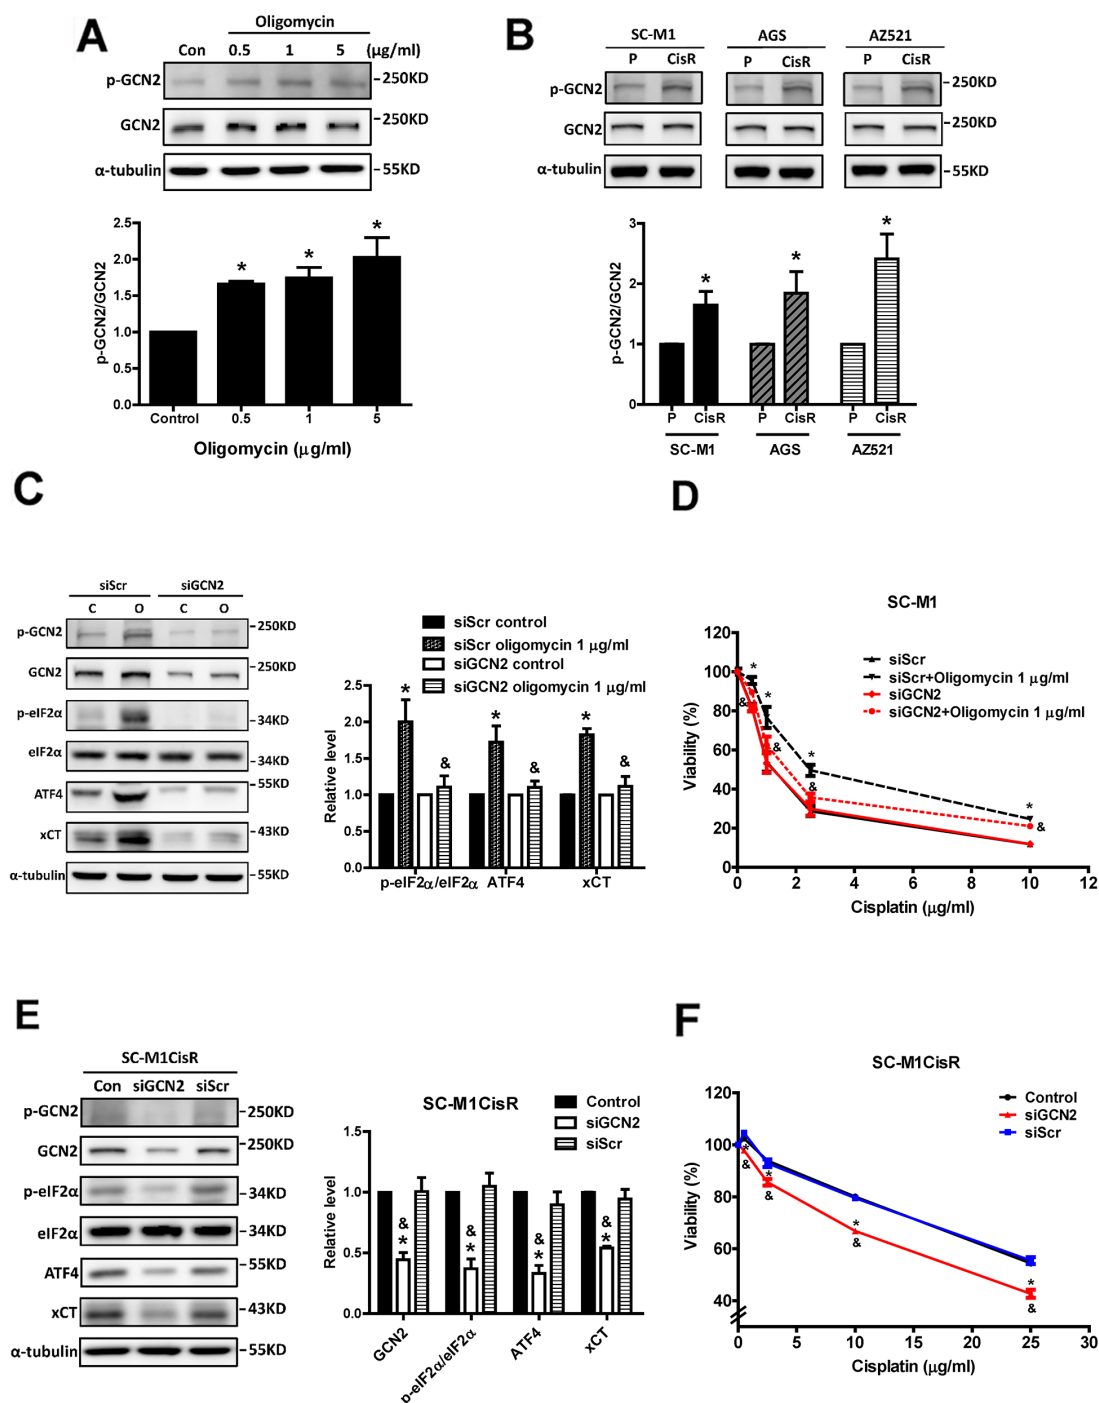 A
Oligomycin
Con 0.5 1 5 (μg/ml)
p-GCN2 -250KD
GCN2 -250KD
α-tubulin -55KD
2.5
2.0
1.5
1.0
0.5
0.0
p-GCN2/GCN2
* * *
Control 0.5 1 5
Oligomycin (μg/ml)
B
SC-M1 AGS AZ521
P CisR P CisR P CisR
p-GCN2 -250KD
GCN2 -250KD
α-tubulin -55KD
3
2
1
0
p-GCN2/GCN2
* * *
P CisR P CisR P CisR
SC-M1 AGS AZ521
C
siScr siGCN2
C O C O
p-GCN2 -250KD
GCN2 -250KD
p-eIF2α -34KD
eIF2α -34KD
ATF4 -55KD
xCT -43KD
α-tubulin -55KD
siScr control
siScr oligomycin 1 μg/ml
siGCN2 control
siGCN2 oligomycin 1 μg/ml
2.5
2.0
1.5
1.0
0.5
0.0
Relative level
* & * & * &
p-eIF2α/eIF2α ATF4 xCT
D
SC-M1
siScr
siScr+Oligomycin 1 μg/ml
siGCN2
siGCN2+Oligomycin 1 μg/ml
120
100
80
60
40
20
0
Viability (%)
* * * *
& & & &
0 2 4 6 8 10 12
Cisplatin (μg/ml)
E
SC-M1CisR
Con siGCN2 siScr
p-GCN2 -250KD
GCN2 -250KD
p-eIF2α -34KD
eIF2α -34KD
ATF4 -55KD
xCT -43KD
α-tubulin -55KD
SC-M1CisR
Control
siGCN2
siScr
1.5
1.0
0.5
0.0
Relative level
& & & &
* * * *
GCN2 p-eIF2α/eIF2α ATF4 xCT
F
SC-M1CisR
Control
siGCN2
siScr
120
100
80
60
40
Viability (%)
* * * *
& & & &
0 5 10 15 20 25 30
Cisplatin (μg/ml)